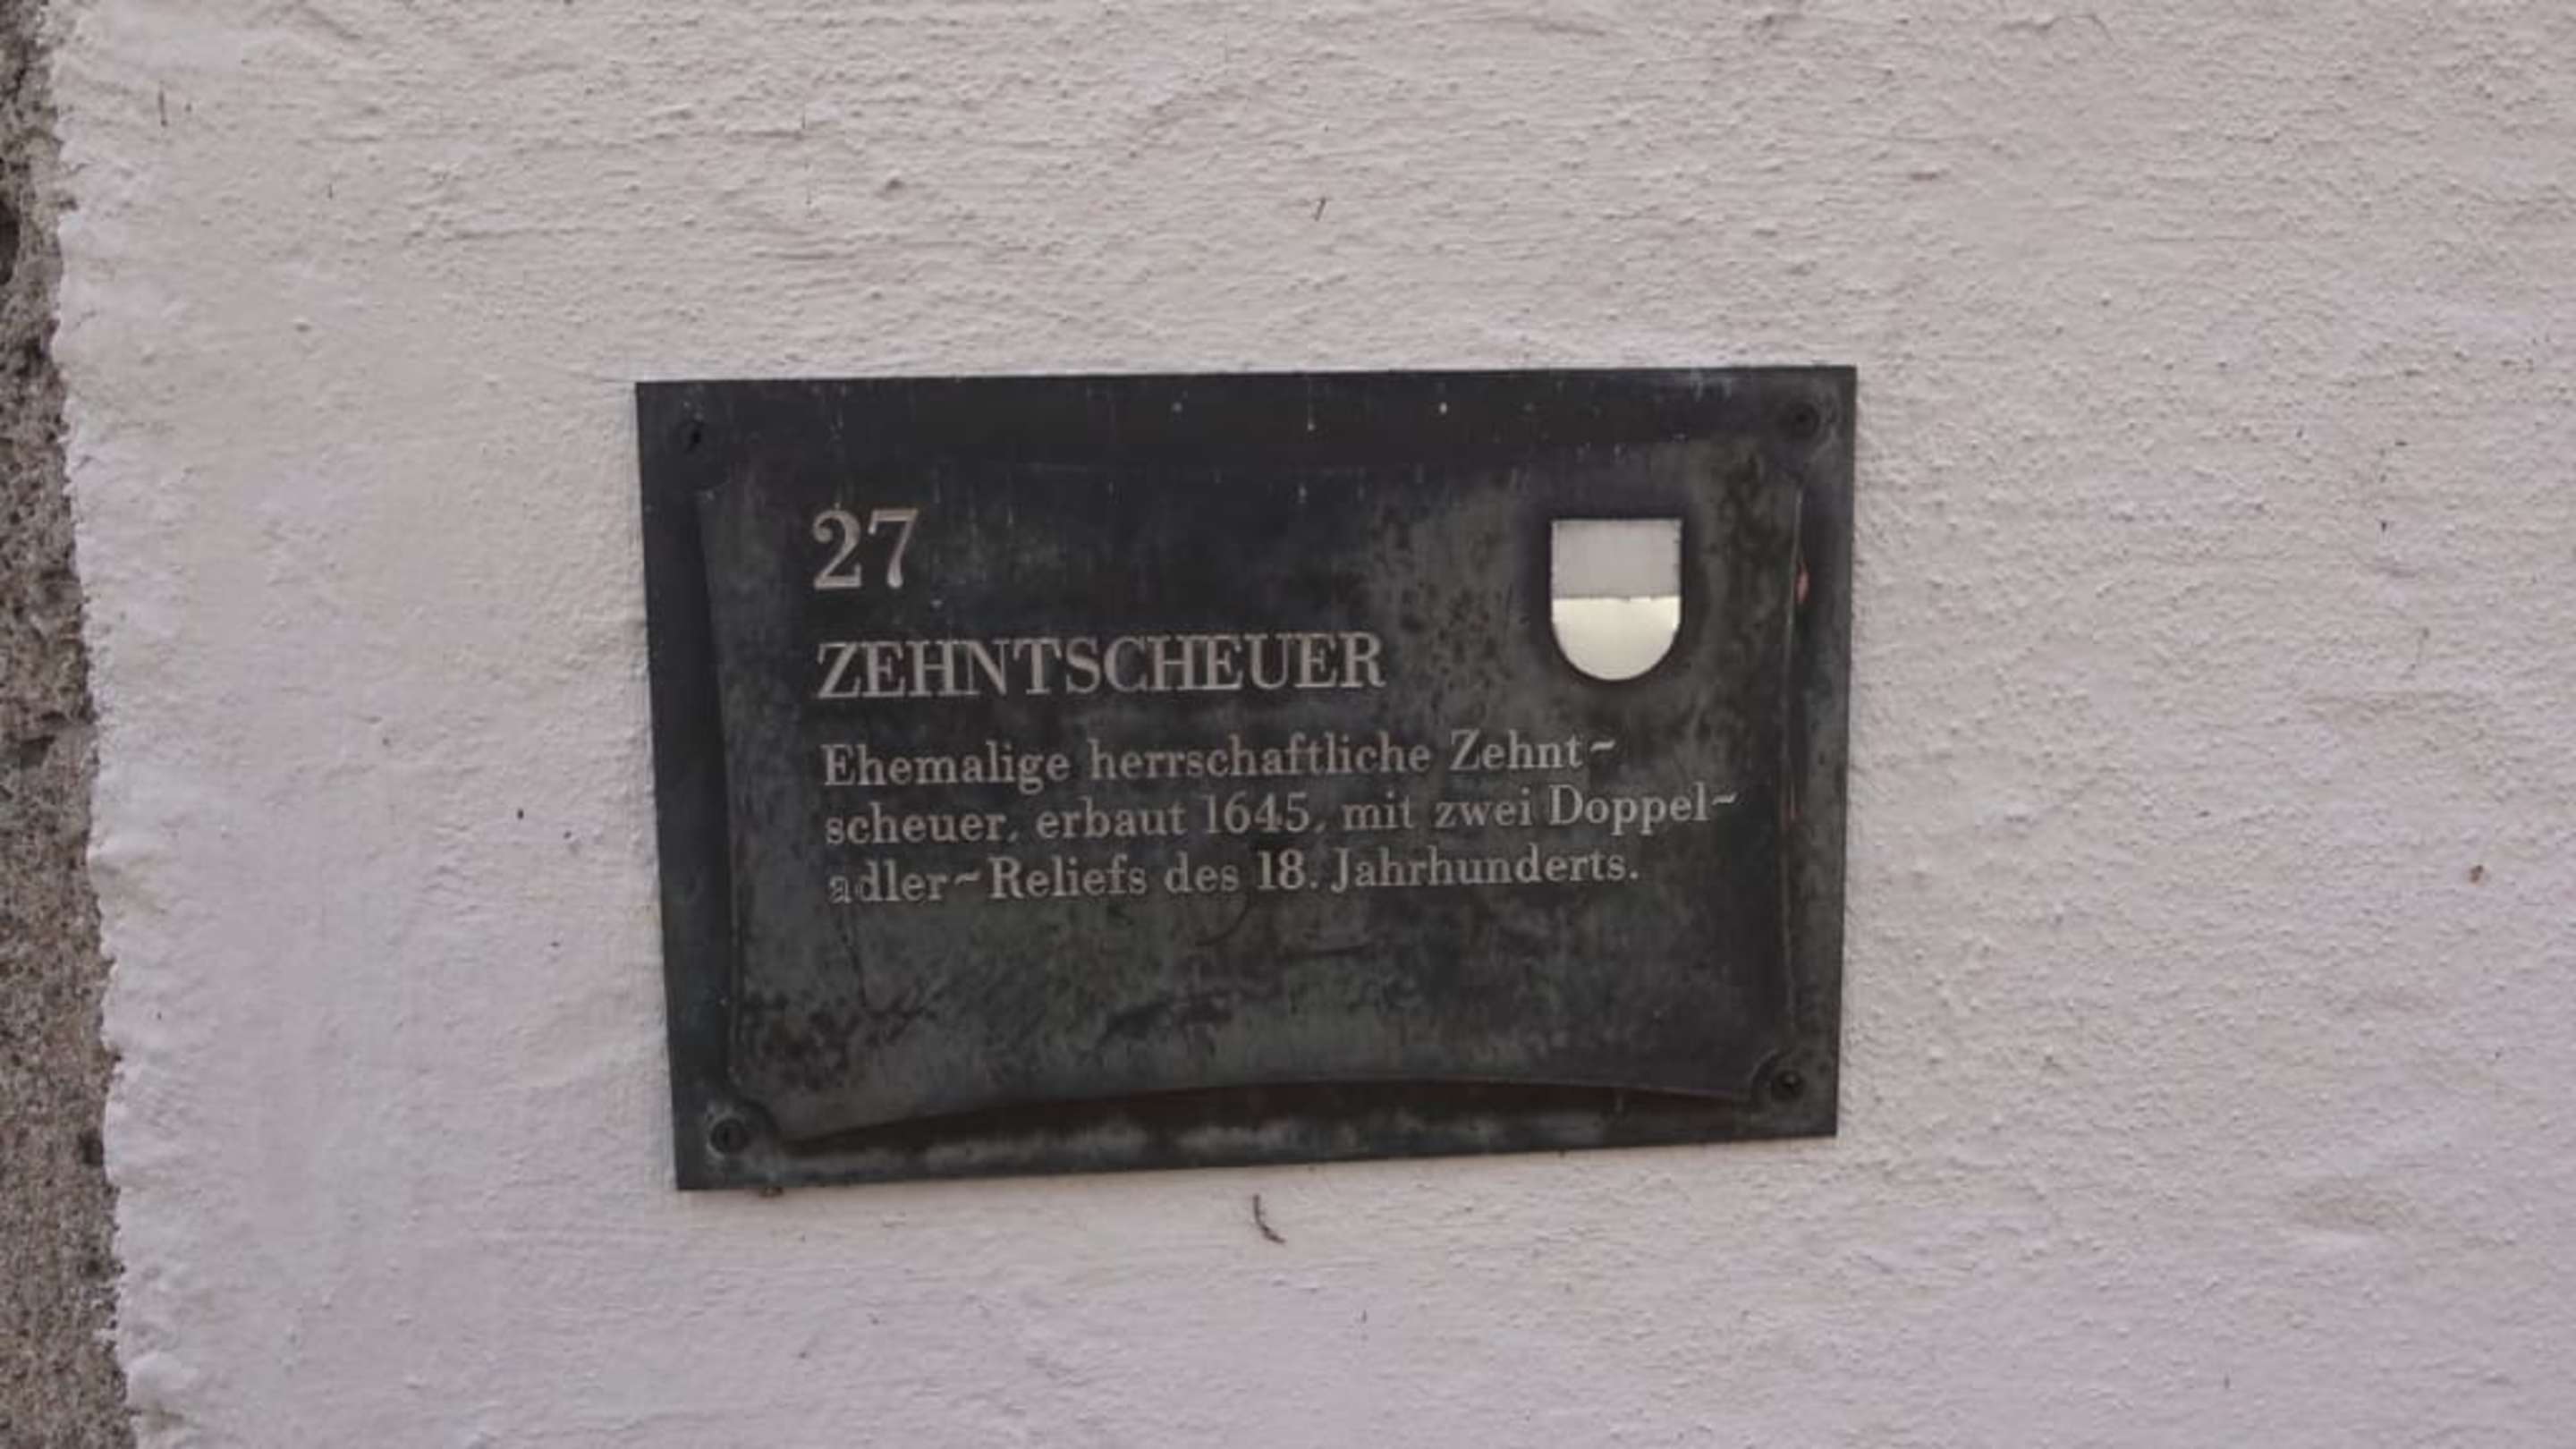 27
ZEHNTSCHEUER
Ehemalige herrschaftliche Zehnt~
scheuer, erbaut 1645, mit zwei Doppel~
adler~Reliefs des 18. Jahrhunderts.